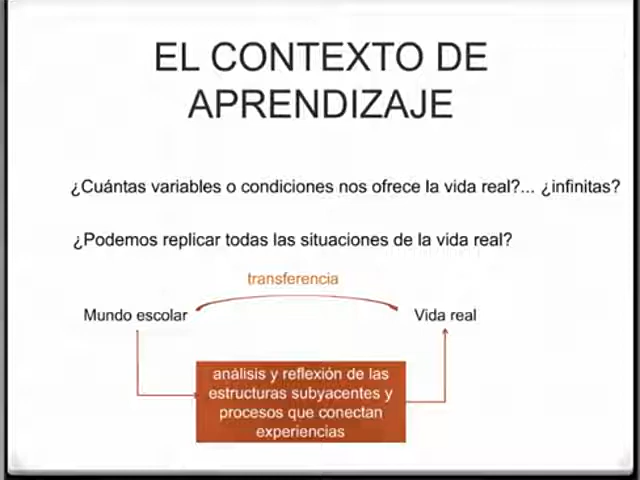 EL CONTEXTO DE
APRENDIZAJE
¿Cuántas variables o condiciones nos ofrece la vida real?... ¿infinitas?
¿Podemos replicar todas las situaciones de la vida real?
transferencia
Mundo escolar
Vida real
análisis y reflexión de las
estructuras subyacentes y
procesos que conectan
experiencias